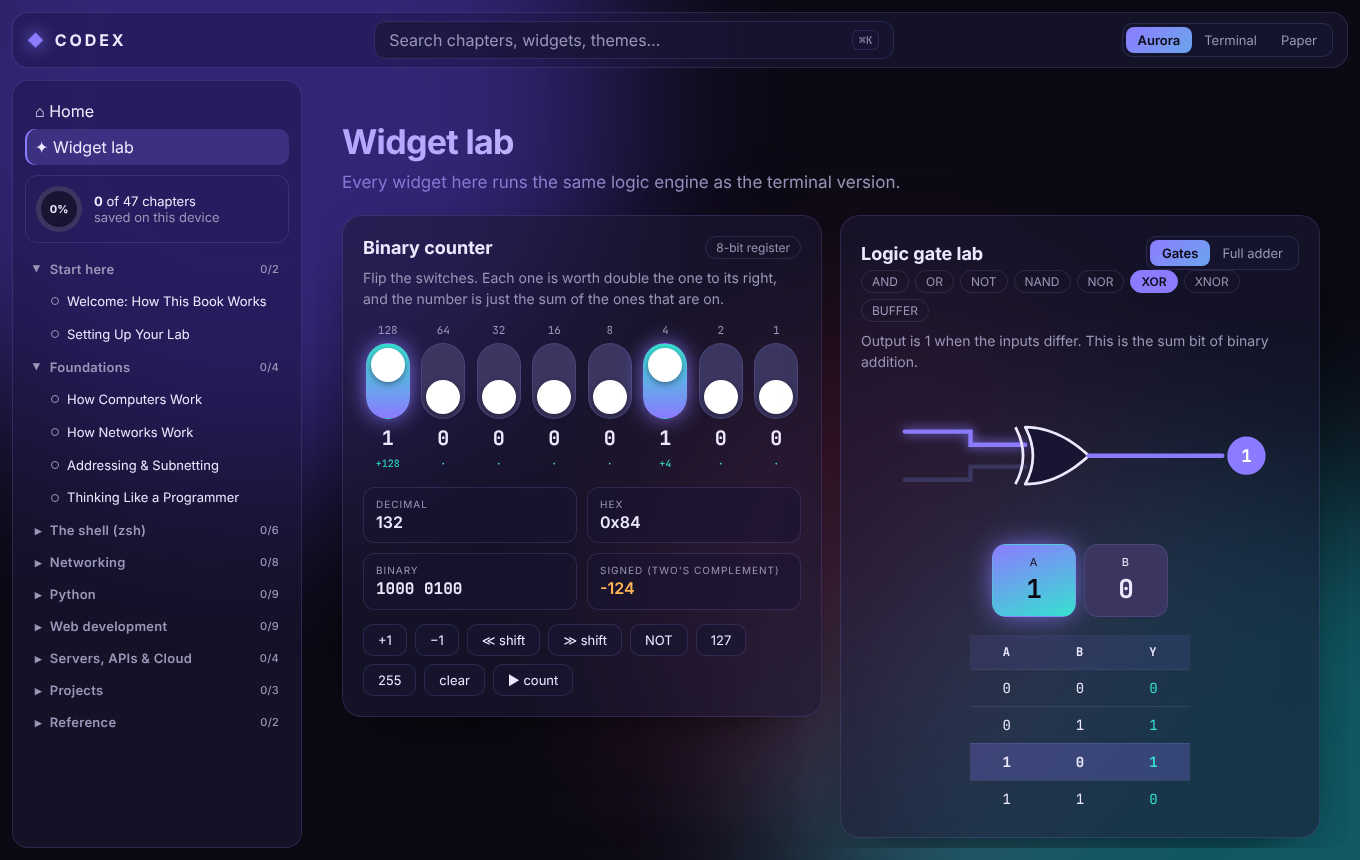 CODEX
Search chapters, widgets, themes...
⌘K
Aurora
Terminal
Paper
Home
Widget lab
0%
0 of 47 chapters
saved on this device
Start here 0/2
Welcome: How This Book Works
Setting Up Your Lab
Foundations 0/4
How Computers Work
How Networks Work
Addressing & Subnetting
Thinking Like a Programmer
The shell (zsh) 0/6
Networking 0/8
Python 0/9
Web development 0/9
Servers, APIs & Cloud 0/4
Projects 0/3
Reference 0/2
Widget lab
Every widget here runs the same logic engine as the terminal version.
Binary counter
8-bit register
Flip the switches. Each one is worth double the one to its right,
and the number is just the sum of the ones that are on.
128 64 32 16 8 4 2 1
1 0 0 0 0 1 0 0
+128 · · · · +4 · ·
DECIMAL
132
HEX
0x84
BINARY
1000 0100
SIGNED (TWO'S COMPLEMENT)
-124
+1 −1 ≪ shift ≫ shift NOT 127
255 clear ▶ count
Logic gate lab
Gates
Full adder
AND OR NOT NAND NOR XOR XNOR
BUFFER
Output is 1 when the inputs differ. This is the sum bit of binary
addition.
1
A
1
B
0
A B Y
0 0 0
0 1 1
1 0 1
1 1 0